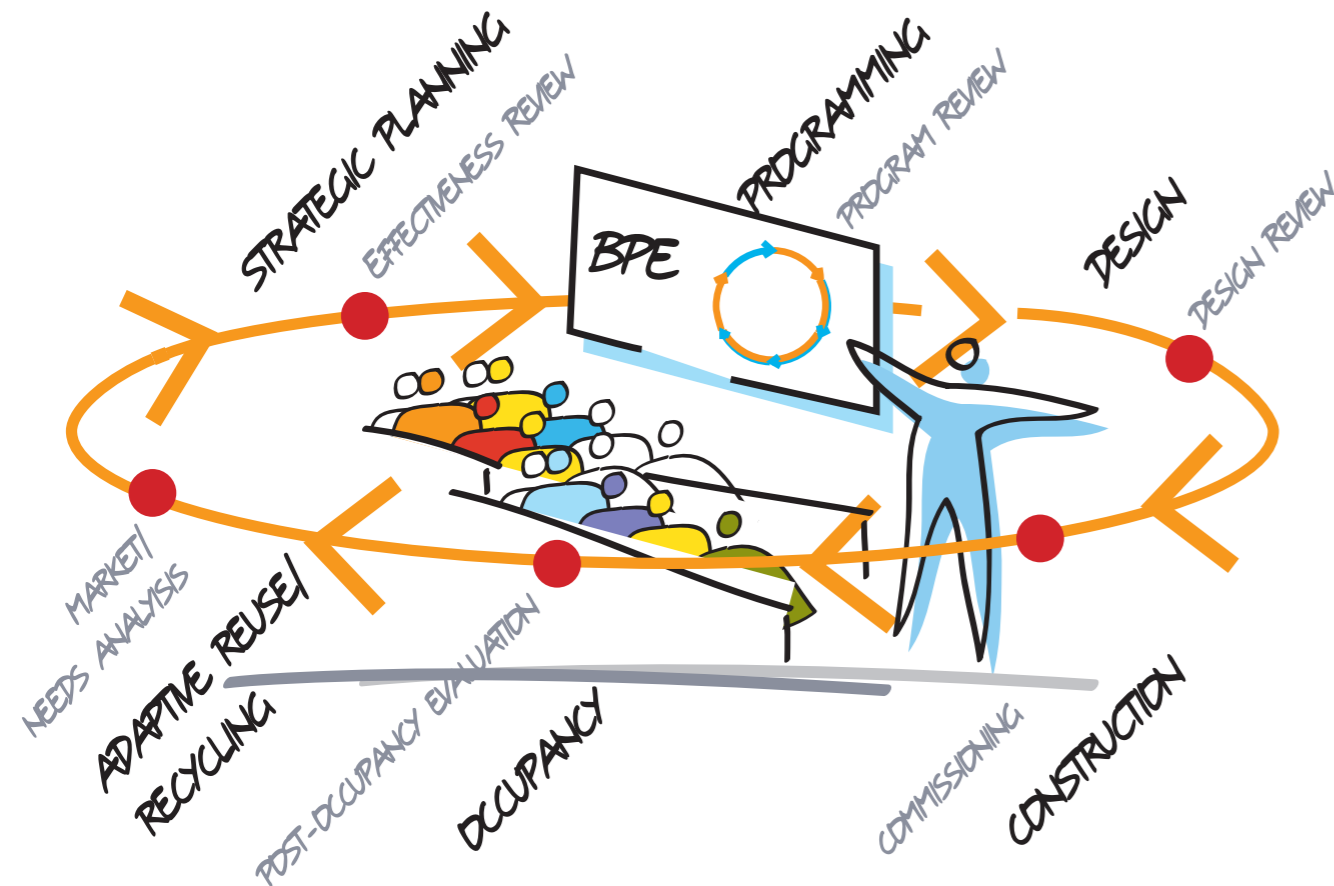 STRATEGIC PLANNING
EFFECTIVENESS REVIEW
PROGRAMMING
PROGRAM REVIEW
DESIGN
DESIGN REVIEW
BPE
MARKET/
NEEDS ANALYISIS
ADAPTIVE REUSE/
RECYCLING
POST-OCCUPANCY EVALUATION
OCCUPANCY
COMMISSIONING
CONSTRUCTION